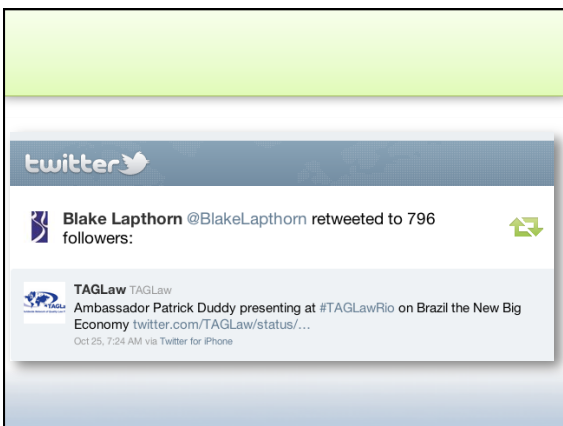 twitter
Blake Lapthorn @BlakeLapthorn retweeted to 796
followers:
TAGLaw TAGLaw
Ambassador Patrick Duddy presenting at #TAGLawRio on Brazil the New Big
Economy twitter.com/TAGLaw/status/...
Oct 25, 7:24 AM via Twitter for iPhone